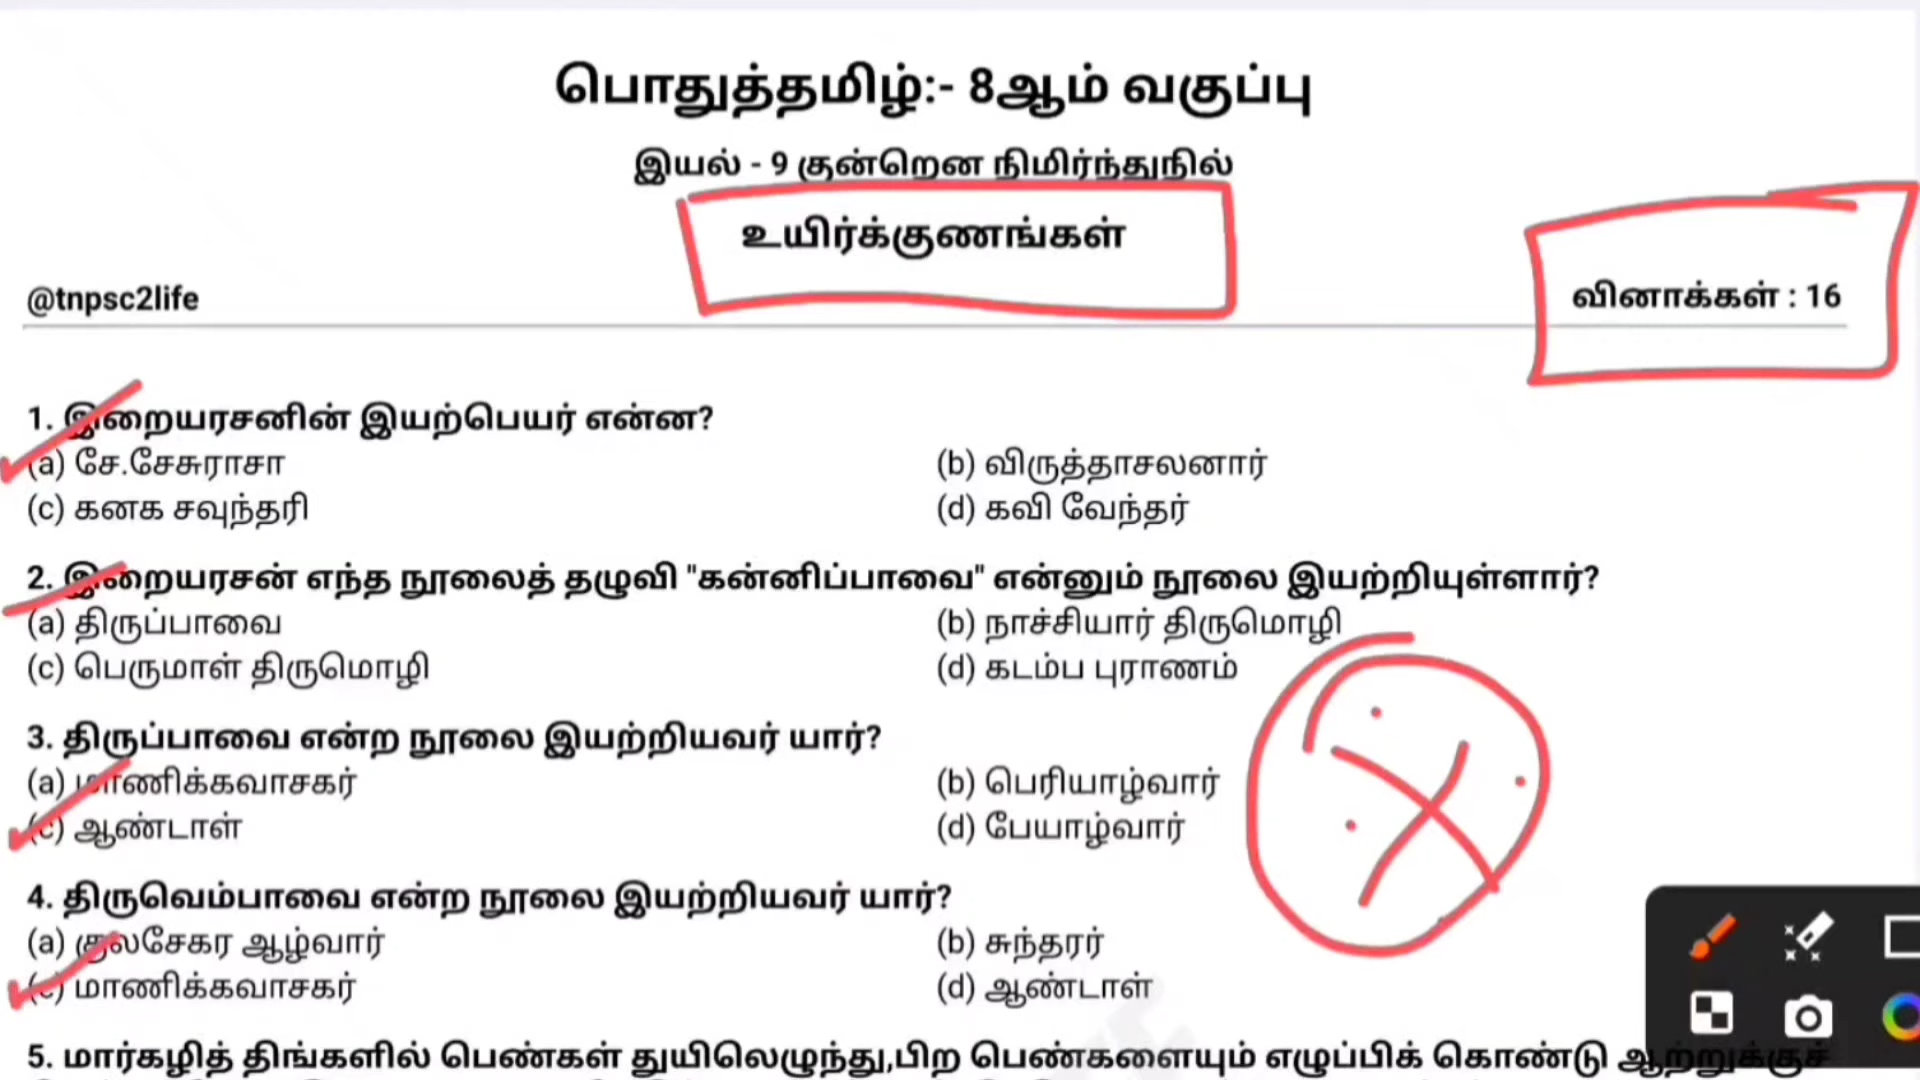 பொதுத்தமிழ்:- 8ஆம் வகுப்பு
இயல் - 9 குன்றென நிமிர்ந்துநில்
உயிர்க்குணங்கள்
@tnpsc2life
வினாக்கள் : 16
1. இறையரசனின் இயற்பெயர் என்ன?
(a) சே.சேசுராசா (b) விருத்தாசலனார்
(c) கனக சவுந்தரி (d) கவி வேந்தர்
2. இறையரசன் எந்த நூலைத் தழுவி "கன்னிப்பாவை" என்னும் நூலை இயற்றியுள்ளார்?
(a) திருப்பாவை (b) நாச்சியார் திருமொழி
(c) பெருமாள் திருமொழி (d) கடம்ப புராணம்
3. திருப்பாவை என்ற நூலை இயற்றியவர் யார்?
(a) மாணிக்கவாசகர் (b) பெரியாழ்வார்
(c) ஆண்டாள் (d) பேயாழ்வார்
4. திருவெம்பாவை என்ற நூலை இயற்றியவர் யார்?
(a) குலசேகர ஆழ்வார் (b) சுந்தரர்
(c) மாணிக்கவாசகர் (d) ஆண்டாள்
5. மார்கழித் திங்களில் பெண்கள் துயிலெழுந்து,பிற பெண்களையும் எழுப்பிக் கொண்டு ஆற்றுக்குச்